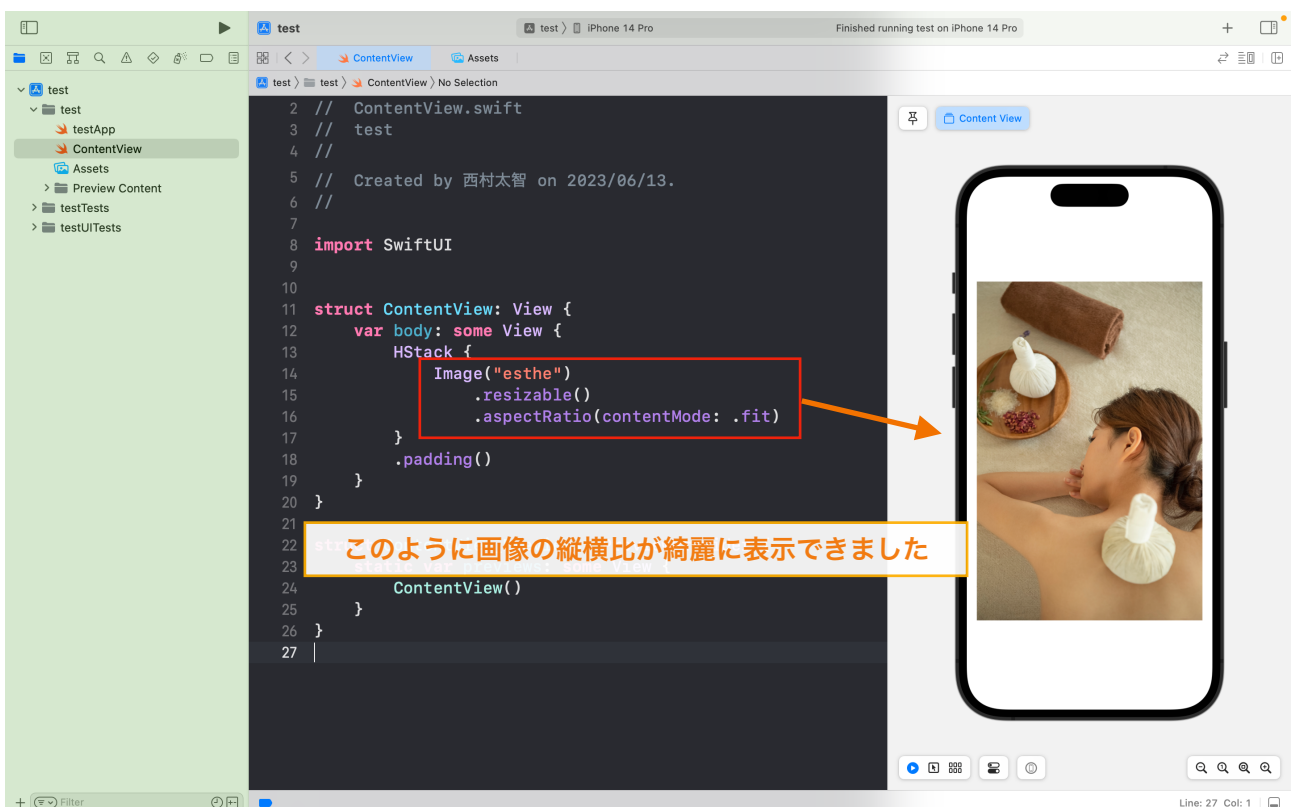 test
test 〉 iPhone 14 Pro
Finished running test on iPhone 14 Pro
ContentView
Assets
test 〉 test 〉 ContentView 〉 No Selection
test
test
testApp
ContentView
Assets
Preview Content
testTests
testUITests
Filter
2 //  ContentView.swift
3 //  test
4 //
5 //  Created by 西村太智 on 2023/06/13.
6 //
7
8 import SwiftUI
9
10
11 struct ContentView: View {
12     var body: some View {
13         HStack {
14             Image("esthe")
15                 .resizable()
16                 .aspectRatio(contentMode: .fit)
17         }
18         .padding()
19     }
20 }
21
22
このように画像の縦横比が綺麗に表示できました
23     static var previews: some View {
24         ContentView()
25     }
26 }
27
Content View
Line: 27 Col: 1